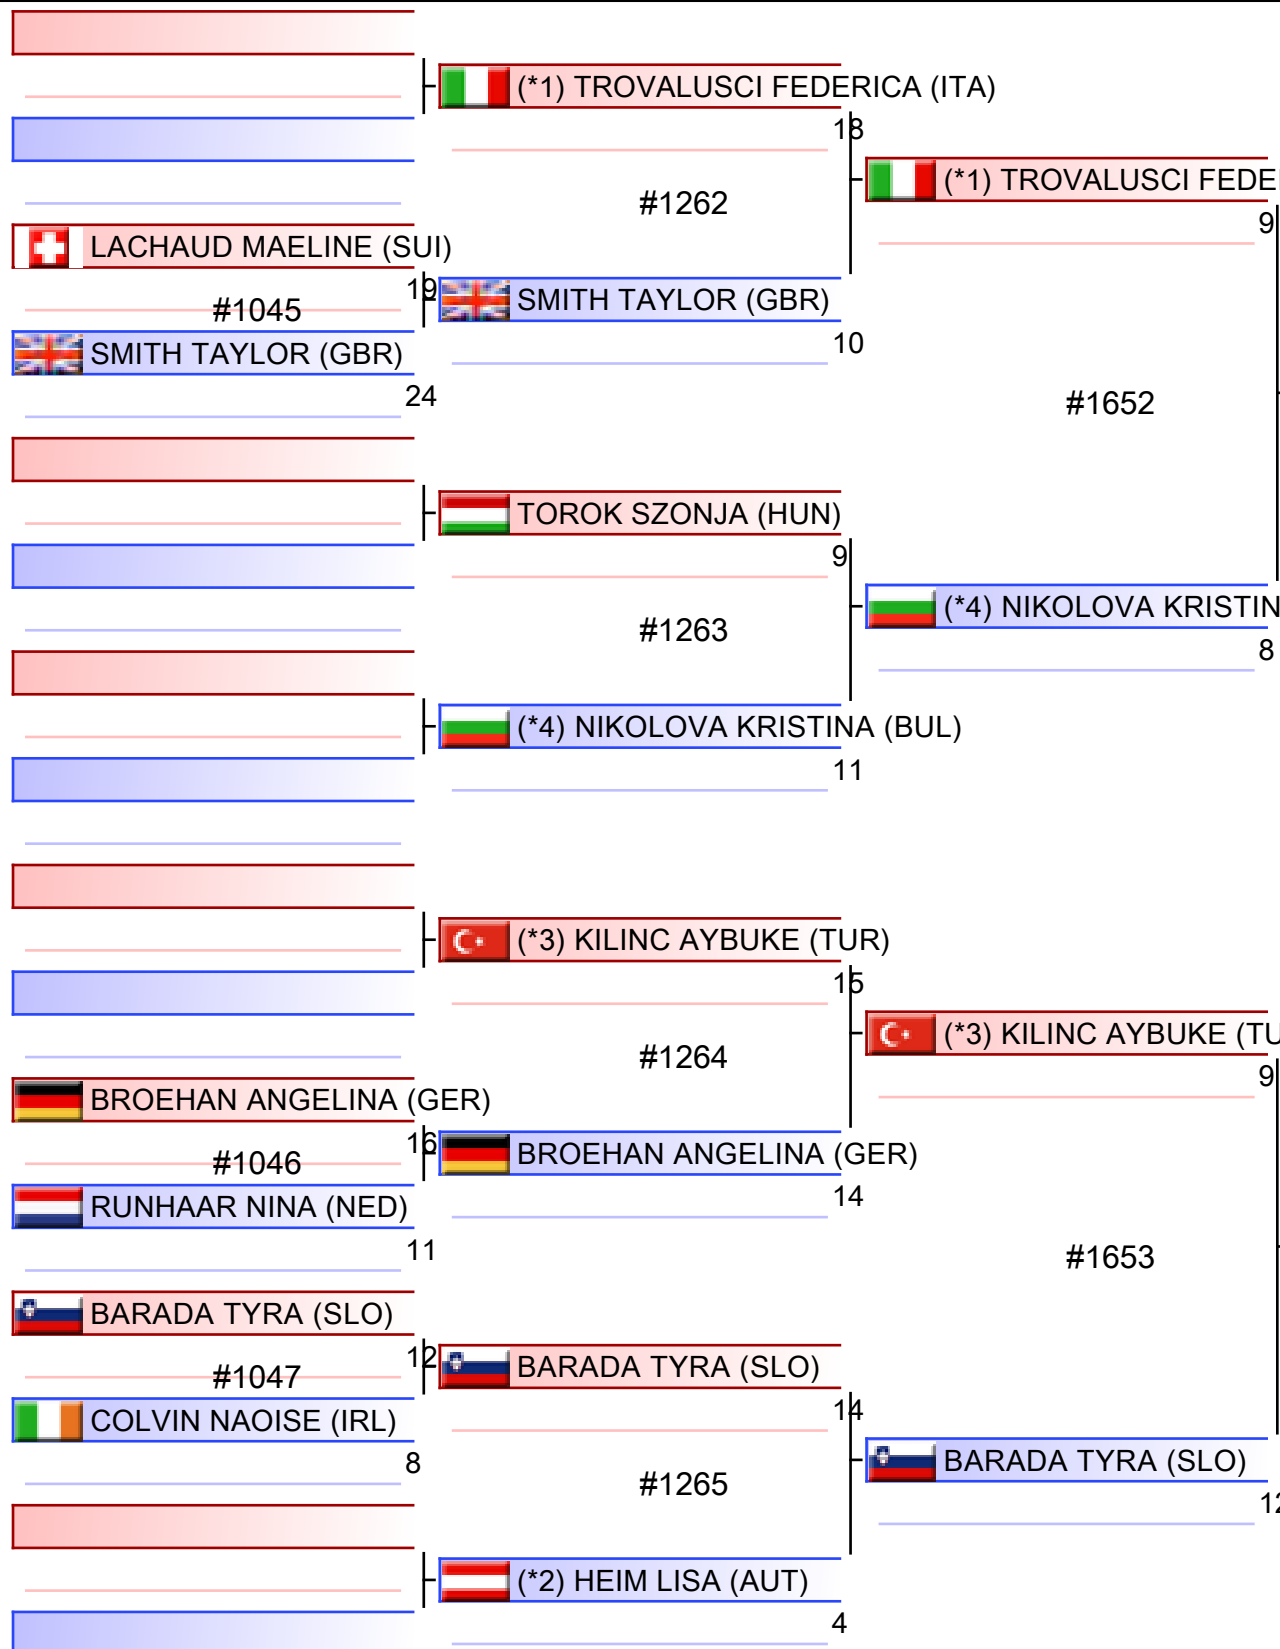 (*1) TROVALUSCI FEDERICA (ITA)
18
(*1) TROVALUSCI FEDE
#1262
9
LACHAUD MAELINE (SUI)
19
#1045
SMITH TAYLOR (GBR)
10
SMITH TAYLOR (GBR)
24
#1652
TOROK SZONJA (HUN)
9
(*4) NIKOLOVA KRISTIN
#1263
8
(*4) NIKOLOVA KRISTINA (BUL)
11
(*3) KILINC AYBUKE (TUR)
15
(*3) KILINC AYBUKE (TU
#1264
9
BROEHAN ANGELINA (GER)
16
#1046
BROEHAN ANGELINA (GER)
14
RUNHAAR NINA (NED)
11
#1653
BARADA TYRA (SLO)
12
#1047
BARADA TYRA (SLO)
14
COLVIN NAOISE (IRL)
8
BARADA TYRA (SLO)
#1265
12
(*2) HEIM LISA (AUT)
4